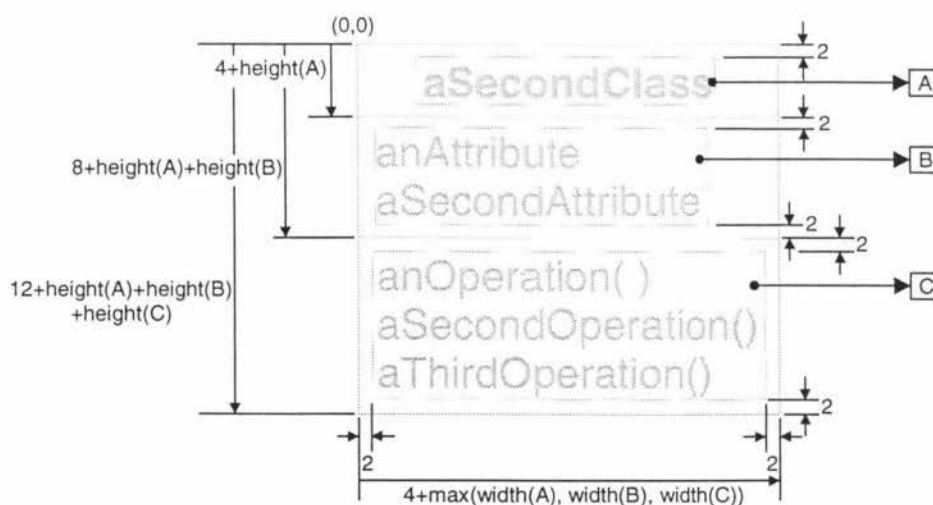 (0,0)
2
4+height(A)
aSecondClass
A
2
anAttribute
B
8+height(A)+height(B)
aSecondAttribute
2
2
anOperation( )
C
12+height(A)+height(B)
+height(C)
aSecondOperation()
aThirdOperation()
2
2
2
4+max(width(A), width(B), width(C))